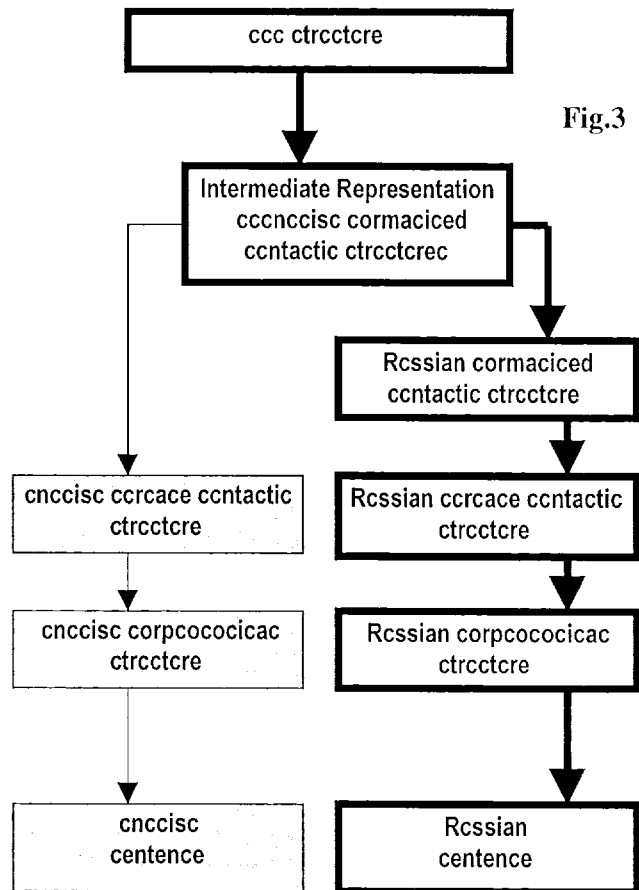 ccc ctrcctcre
Fig.3
Intermediate Representation
cccnccisc cormaciced
ccntactic ctrcctcrec
Rcssian cormaciced
ccntactic ctrcctcre
cnccisc ccrcace ccntactic
ctrcctcre
Rcssian ccrcace ccntactic
ctrcctcre
cnccisc corpcococicac
ctrcctcre
Rcssian corpcococicac
ctrcctcre
cnccisc
centence
Rcssian
centence